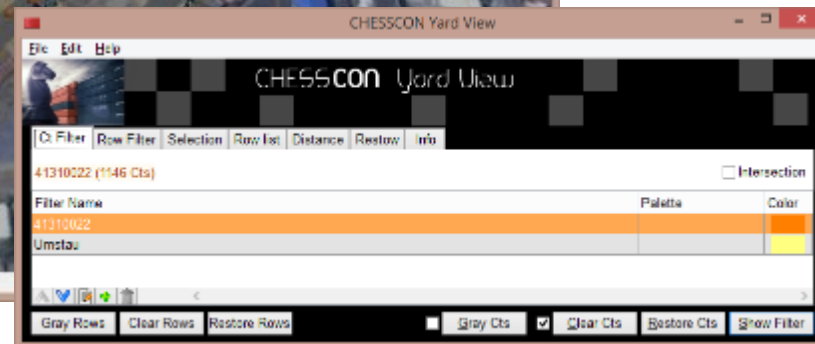 CHESSCON Yard View
File Edit Help
CHESSCON Yard View
Ct Filter Row Filter Selection Row list Distance Restow Info
41310022 (1146 Cts) Intersection
Filter Name Palette Color
41310022
Umstau
Gray Rows Clear Rows Restore Rows Gray Cts Clear Cts Restore Cts Show Filter